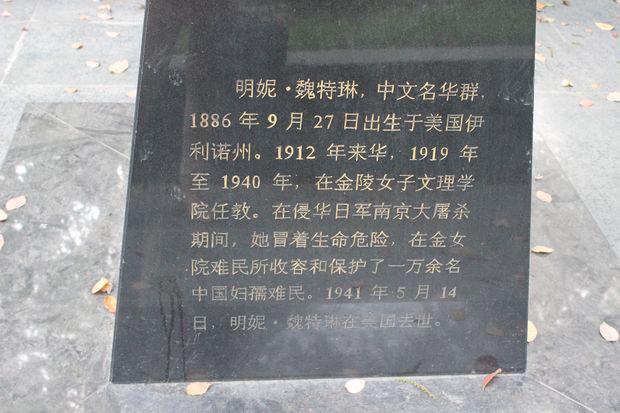 明妮·魏特琳，中文名华群，
1886 年 9 月 27 日出生于美国伊
利诺州。1912 年来华，1919 年
至 1940 年，在金陵女子文理学
院任教。在侵华日军南京大屠杀
期间，她冒着生命危险，在金女
院难民所收容和保护了一万余名
中国妇孺难民。1941 年 5 月 14
日，明妮·魏特琳在美国去世。